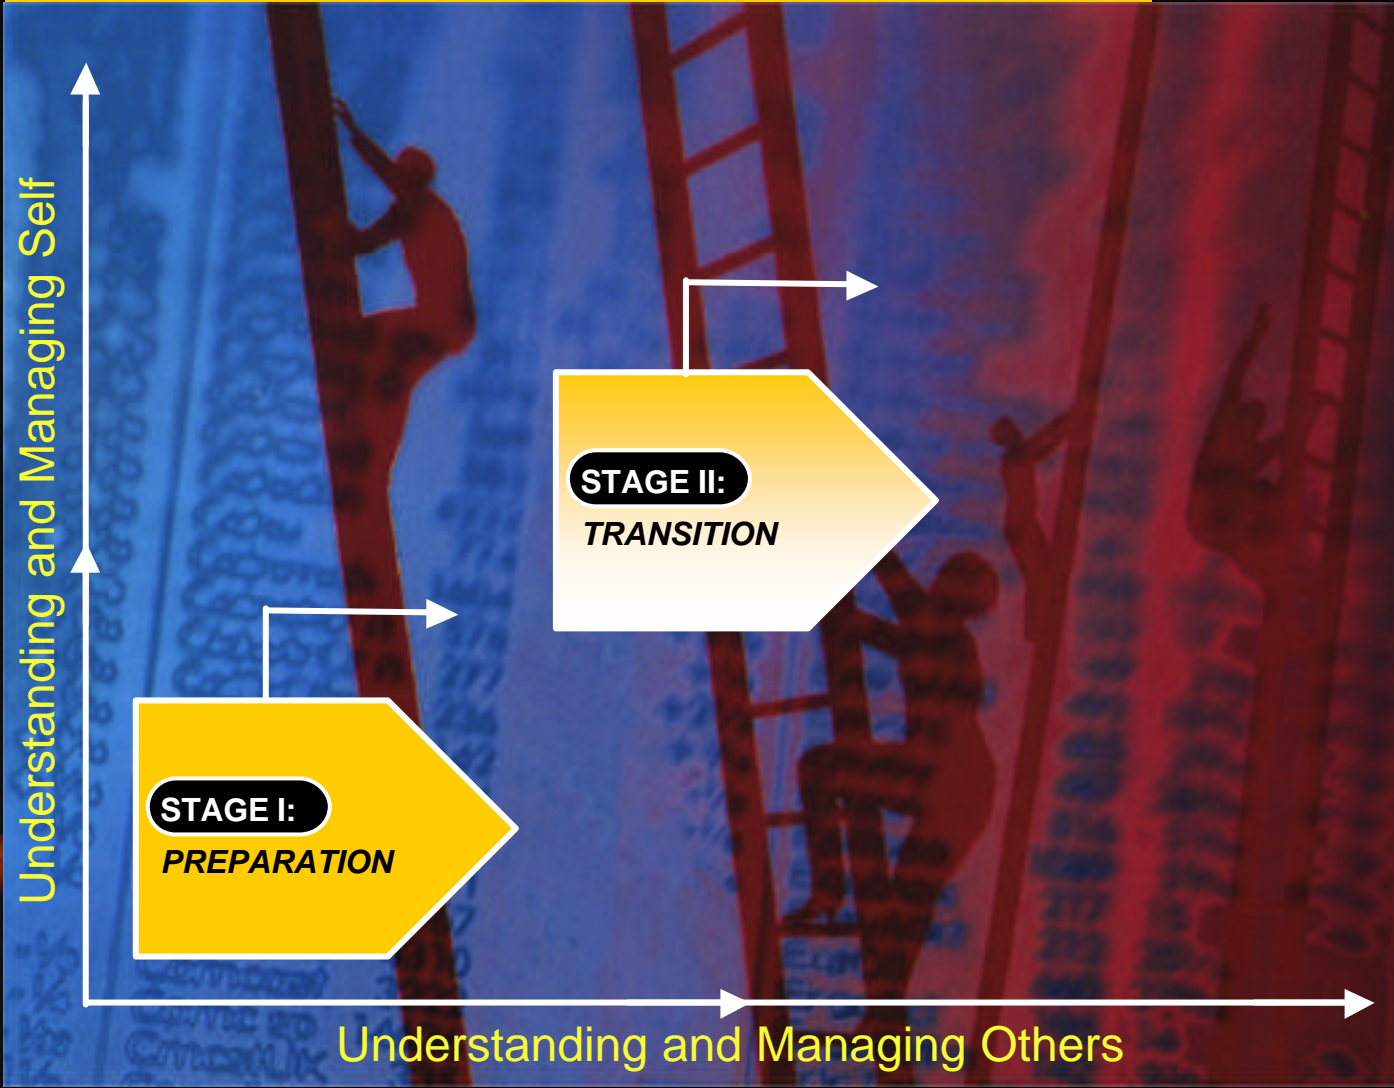 Understanding and Managing Self
STAGE II:
TRANSITION
STAGE I:
PREPARATION
Understanding and Managing Others